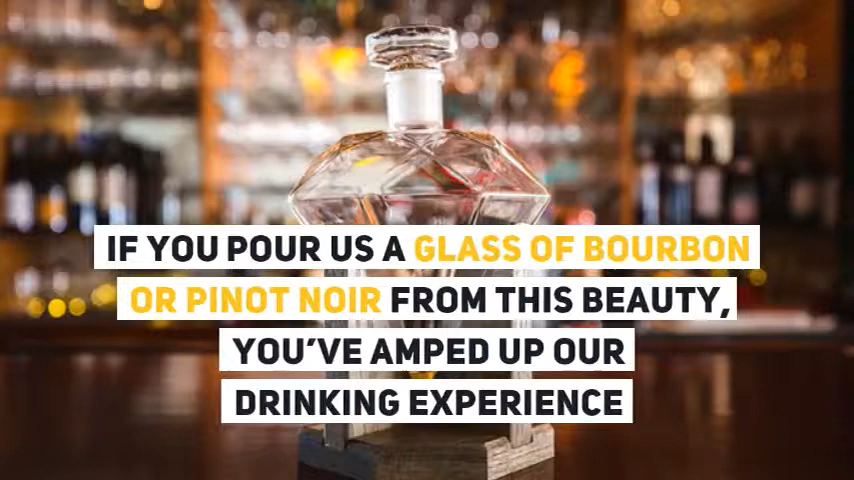 IF YOU POUR US A GLASS OF BOURBON
OR PINOT NOIR FROM THIS BEAUTY,
YOU'VE AMPED UP OUR
DRINKING EXPERIENCE